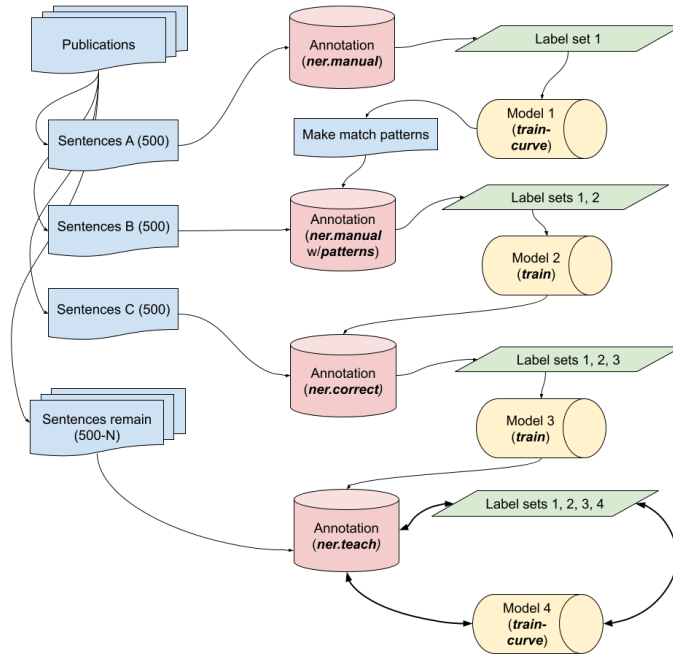 Publications
Annotation
(ner.manual)
Label set 1
Sentences A (500)
Make match patterns
Model 1
(train-
curve)
Sentences B (500)
Annotation
(ner.manual
w/patterns)
Label sets 1, 2
Model 2
(train)
Sentences C (500)
Annotation
(ner.correct)
Label sets 1, 2, 3
Sentences remain
(500-N)
Model 3
(train)
Annotation
(ner.teach)
Label sets 1, 2, 3, 4
Model 4
(train-
curve)